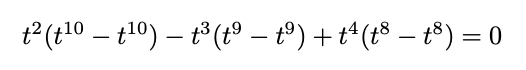 t²(t¹⁰ − t¹⁰) − t³(t⁹ − t⁹) + t⁴(t⁸ − t⁸) = 0